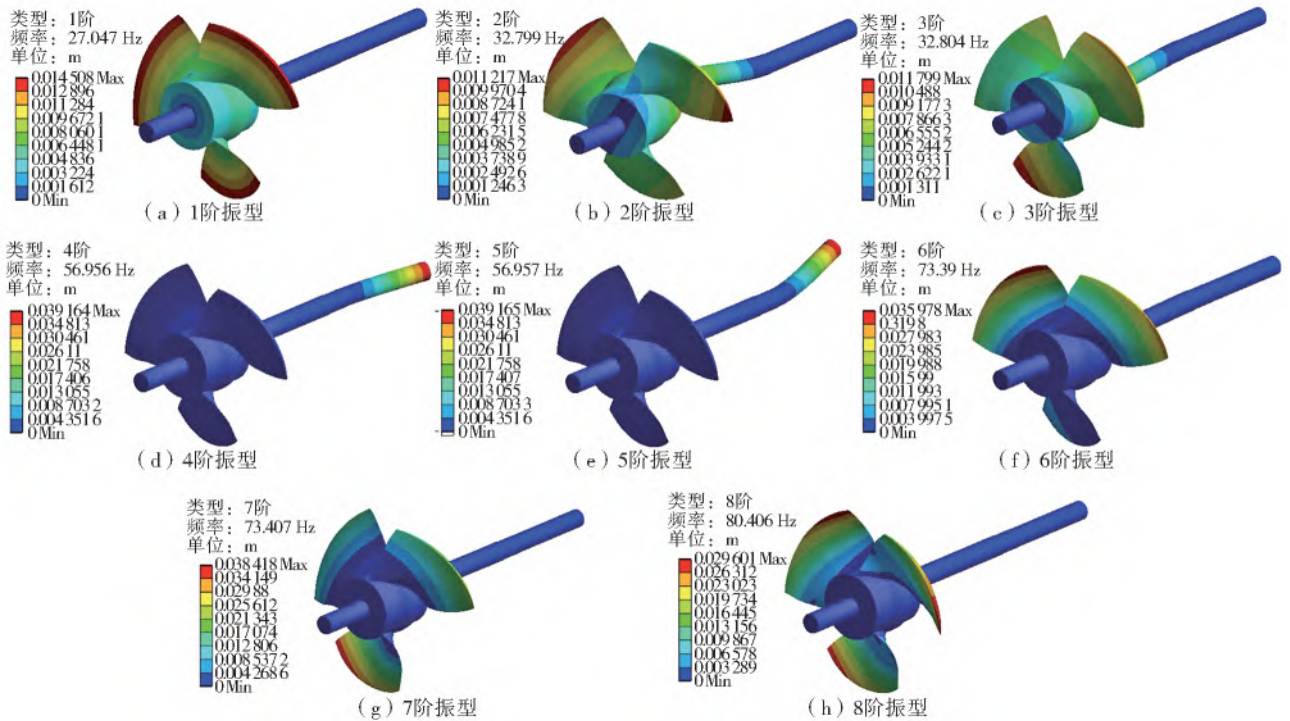 类型：1阶
频率：27.047 Hz
单位：m
0.014 508 Max
0.012 896
0.011 284
0.009 672 1
0.008 060 1
0.006 448 1
0.004 836
0.003 224
0.001 612
0 Min
（a）1阶振型
类型：2阶
频率：32.799 Hz
单位：m
0.011 217 Max
0.009 970 4
0.008 724 1
0.007 477 8
0.006 231 5
0.004 985 2
0.003 738 9
0.002 492 6
0.001 246 3
0 Min
（b）2阶振型
类型：3阶
频率：32.804 Hz
单位：m
0.011 799 Max
0.010 488
0.009 177 3
0.007 866 3
0.006 555 2
0.005 244 2
0.003 933 1
0.002 622 1
0.001 311
0 Min
（c）3阶振型
类型：4阶
频率：56.956 Hz
单位：m
0.039 164 Max
0.034 813
0.030 461
0.026 11
0.021 758
0.017 406
0.013 055
0.008 703 2
0.004 351 6
0 Min
（d）4阶振型
类型：5阶
频率：56.957 Hz
单位：m
0.039 165 Max
0.034 813
0.030 461
0.026 11
0.021 758
0.017 407
0.013 055
0.008 703 3
0.004 351 6
0 Min
（e）5阶振型
类型：6阶
频率：73.39 Hz
单位：m
0.035 978 Max
0.319 8
0.027 983
0.023 985
0.019 988
0.015 99
0.011 993
0.007 995 1
0.003 997 5
0 Min
（f）6阶振型
类型：7阶
频率：73.407 Hz
单位：m
0.038 418 Max
0.034 149
0.029 88
0.025 612
0.021 343
0.017 074
0.012 806
0.008 537 2
0.004 268 6
0 Min
（g）7阶振型
类型：8阶
频率：80.406 Hz
单位：m
0.029 601 Max
0.026 312
0.023 023
0.019 734
0.016 445
0.013 156
0.009 867
0.006 578
0.003 289
0 Min
（h）8阶振型